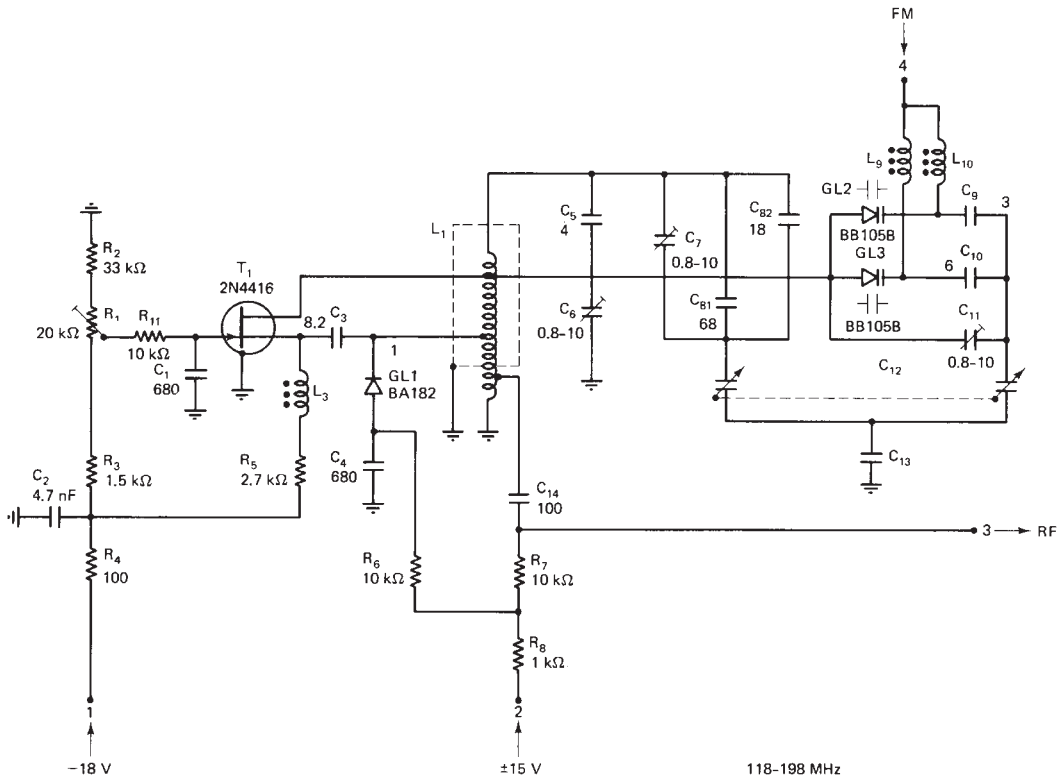 FM
4
L9
L10
GL2
C9
3
BB105B
GL3
6
C10
BB105B
C11
0.8–10
C12
L1
C5
4
C7
0.8–10
C82
18
C6
0.8–10
C81
68
C13
R2
33 kΩ
T1
2N4416
R1
20 kΩ
R11
10 kΩ
8.2
C3
1
C1
680
L3
GL1
BA182
R3
1.5 kΩ
R5
2.7 kΩ
C4
680
C2
4.7 nF
C14
100
3
RF
R4
100
R6
10 kΩ
R7
10 kΩ
R8
1 kΩ
1
2
−18 V
±15 V
118–198 MHz